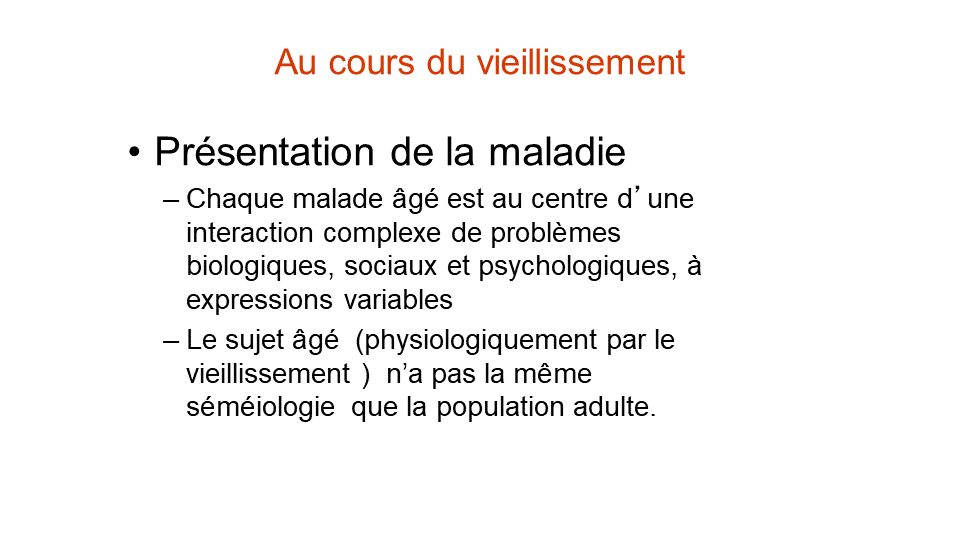 Au cours du vieillissement
• Présentation de la maladie
– Chaque malade âgé est au centre d’ une
interaction complexe de problèmes
biologiques, sociaux et psychologiques, à
expressions variables
– Le sujet âgé  (physiologiquement par le
vieillissement )  n’a pas la même
séméiologie  que la population adulte.